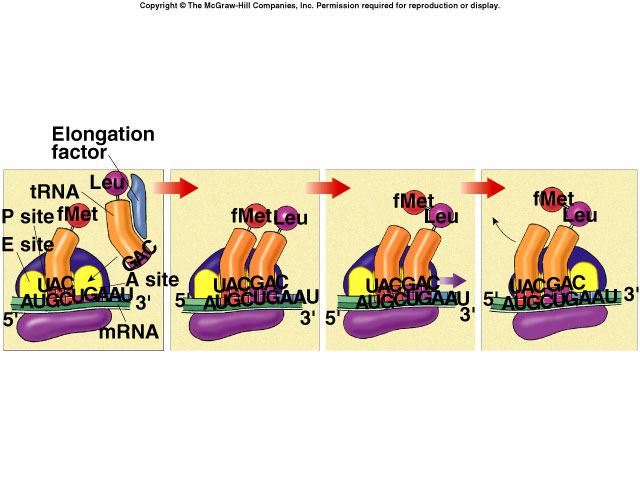 Copyright © The McGraw-Hill Companies, Inc. Permission required for reproduction or display.
Elongation
factor
Leu
tRNA
P site
fMet
E site
GAC
UAC
A site
AUGCUGAAU
3'
5'
mRNA
fMet
Leu
UACGAC
5'
AUGCUGAAU
3'
fMet
Leu
UACGAC
AUGCUGAAU
5'
3'
fMet
Leu
UACGAC
5'
AUGCUGAAU
3'